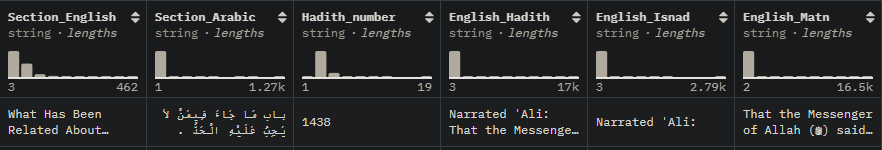 Section_English
string · lengths
3 462
What Has Been
Related About…
Section_Arabic
string · lengths
1 1.27k
باب مَا جَاءَ فِيمَنْ لاَ
يَجِبُ عَلَيْهِ الْحَدُّ .
Hadith_number
string · lengths
1 19
1438
English_Hadith
string · lengths
3 17k
Narrated 'Ali:
That the Messenge…
English_Isnad
string · lengths
3 2.79k
Narrated 'Ali:
English_Matn
string · lengths
2 16.5k
That the Messenger
of Allah (ﷺ) said…